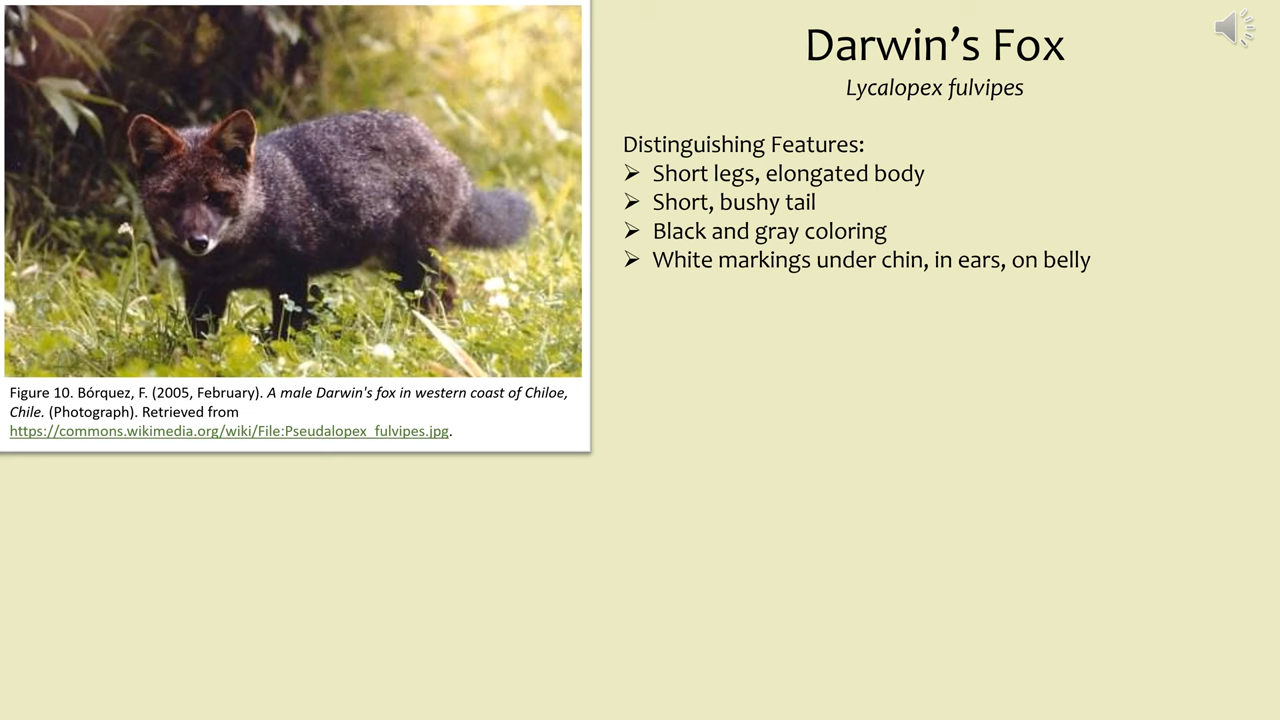 Darwin’s Fox
Lycalopex fulvipes
Distinguishing Features:
➢ Short legs, elongated body
➢ Short, bushy tail
➢ Black and gray coloring
➢ White markings under chin, in ears, on belly
Figure 10. Bórquez, F. (2005, February). A male Darwin's fox in western coast of Chiloe,
Chile. (Photograph). Retrieved from
https://commons.wikimedia.org/wiki/File:Pseudalopex_fulvipes.jpg.